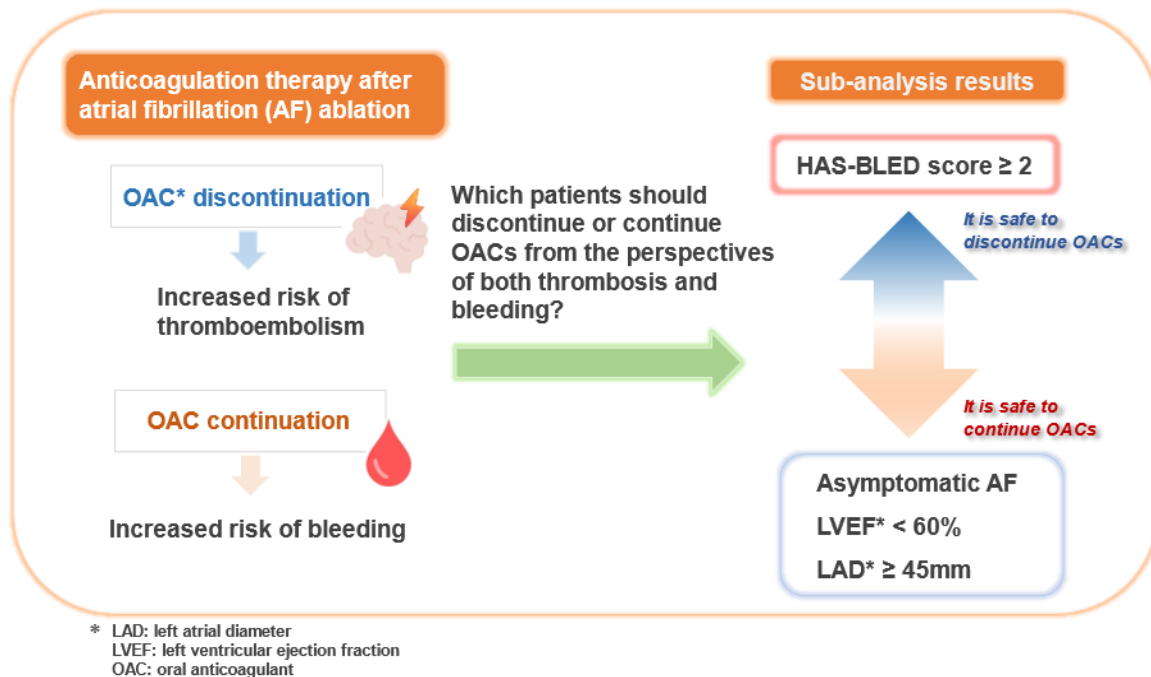 Anticoagulation therapy after
atrial fibrillation (AF) ablation
OAC* discontinuation
Increased risk of
thromboembolism
OAC continuation
Increased risk of bleeding
Which patients should
discontinue or continue
OACs from the perspectives
of both thrombosis and
bleeding?
Sub-analysis results
HAS-BLED score ≥ 2
It is safe to
discontinue OACs
It is safe to
continue OACs
Asymptomatic AF
LVEF* < 60%
LAD* ≥ 45mm
* LAD: left atrial diameter
LVEF: left ventricular ejection fraction
OAC: oral anticoagulant